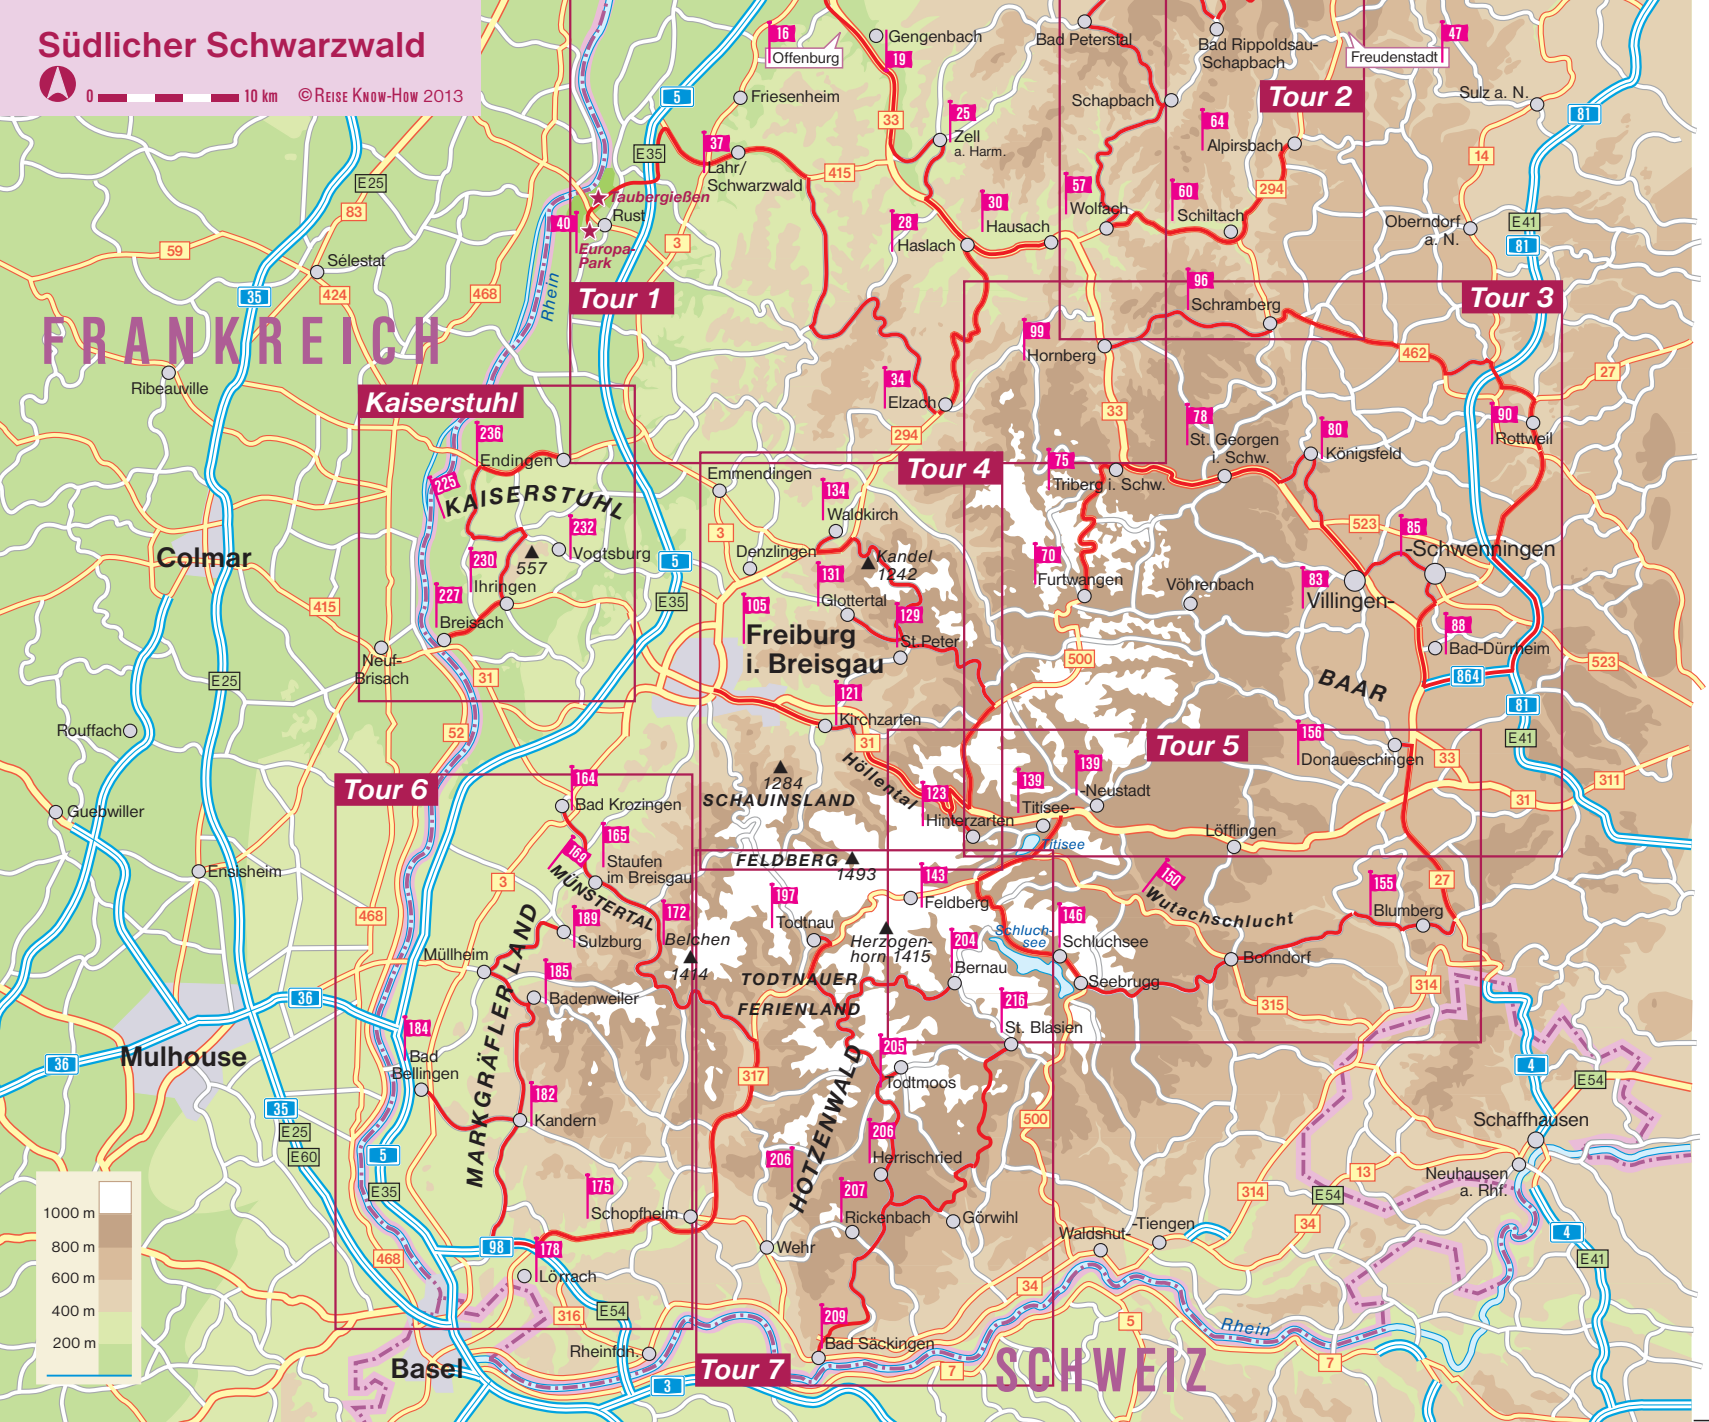 Südlicher Schwarzwald
0 10 km © REISE KNOW-HOW 2013
FRANKREICH
SCHWEIZ
16
Offenburg
Gengenbach
19
Bad Peterstal
Bad Rippoldsau-
Schapbach
Freudenstadt
47
Tour 2
Sulz a. N.
81
5
Friesenheim
33
25
Zell
a. Harm.
Schapbach
64
Alpirsbach
14
E35
37
Lahr/
Schwarzwald
415
E25
83
Taubergießen
Rust
40
Europa-
Park
3
28
Haslach
30
Hausach
57
Wolfach
60
Schiltach
294
Oberndorf
a. N.
E41
81
59
Sélestat
35
424
468
Rhein
Tour 1
96
Schramberg
Tour 3
99
Hornberg
462
27
Ribeauville
Kaiserstuhl
34
Elzach
33
78
St. Georgen
i. Schw.
80
Königsfeld
90
Rottweil
236
Endingen
294
Tour 4
75
Triberg i. Schw.
225
KAISERSTUHL
Emmendingen
134
Waldkirch
523
85
-Schwenningen
Colmar
232
Vogtsburg
557
230
Ihringen
5
3
Denzlingen
Kandel
1242
70
Furtwangen
Vöhrenbach
83
Villingen-
415
227
Breisach
E35
105
131
Glottertal
129
St.Peter
Freiburg
i. Breisgau
88
Bad-Dürrheim
Neuf-
Brisach
31
500
864
523
E25
BAAR
121
Kirchzarten
81
Rouffach
52
31
Tour 5
156
Donaueschingen
33
E41
Höllental
Tour 6
164
Bad Krozingen
1284
SCHAUINSLAND
123
Hinterzarten
139
Titisee-
139
-Neustadt
31
311
Guebwiller
165
Staufen
im Breisgau
169
MÜNSTERTAL
FELDBERG
1493
Titisee
Löfflingen
Ensisheim
3
143
Feldberg
150
Wutachschlucht
155
Blumberg
27
468
189
Sulzburg
172
Belchen
1414
197
Todtnau
Herzogen-
horn 1415
204
Bernau
Schluch-
see
146
Schluchsee
Müllheim
185
Badenweiler
TODTNAUER
FERIENLAND
Seebrugg
Bonndorf
314
36
315
216
St. Blasien
184
Bad
Bellingen
MARKGRÄFLER LAND
36
Mulhouse
205
Todtmoos
4
E54
317
35
182
Kandern
HOTZENWALD
500
Schaffhausen
E25
E60
5
206
Herrischried
206
Neuhausen
a. Rhf.
13
E35
175
Schopfheim
207
Rickenbach
Görwihl
314
E54
34
1000 m
800 m
600 m
400 m
200 m
98
468
178
Lörrach
Wehr
Waldshut-
-Tiengen
4
E41
34
316
E54
209
Bad Säckingen
5
Rhein
Rheinfdn.
Basel
3
Tour 7
7
7